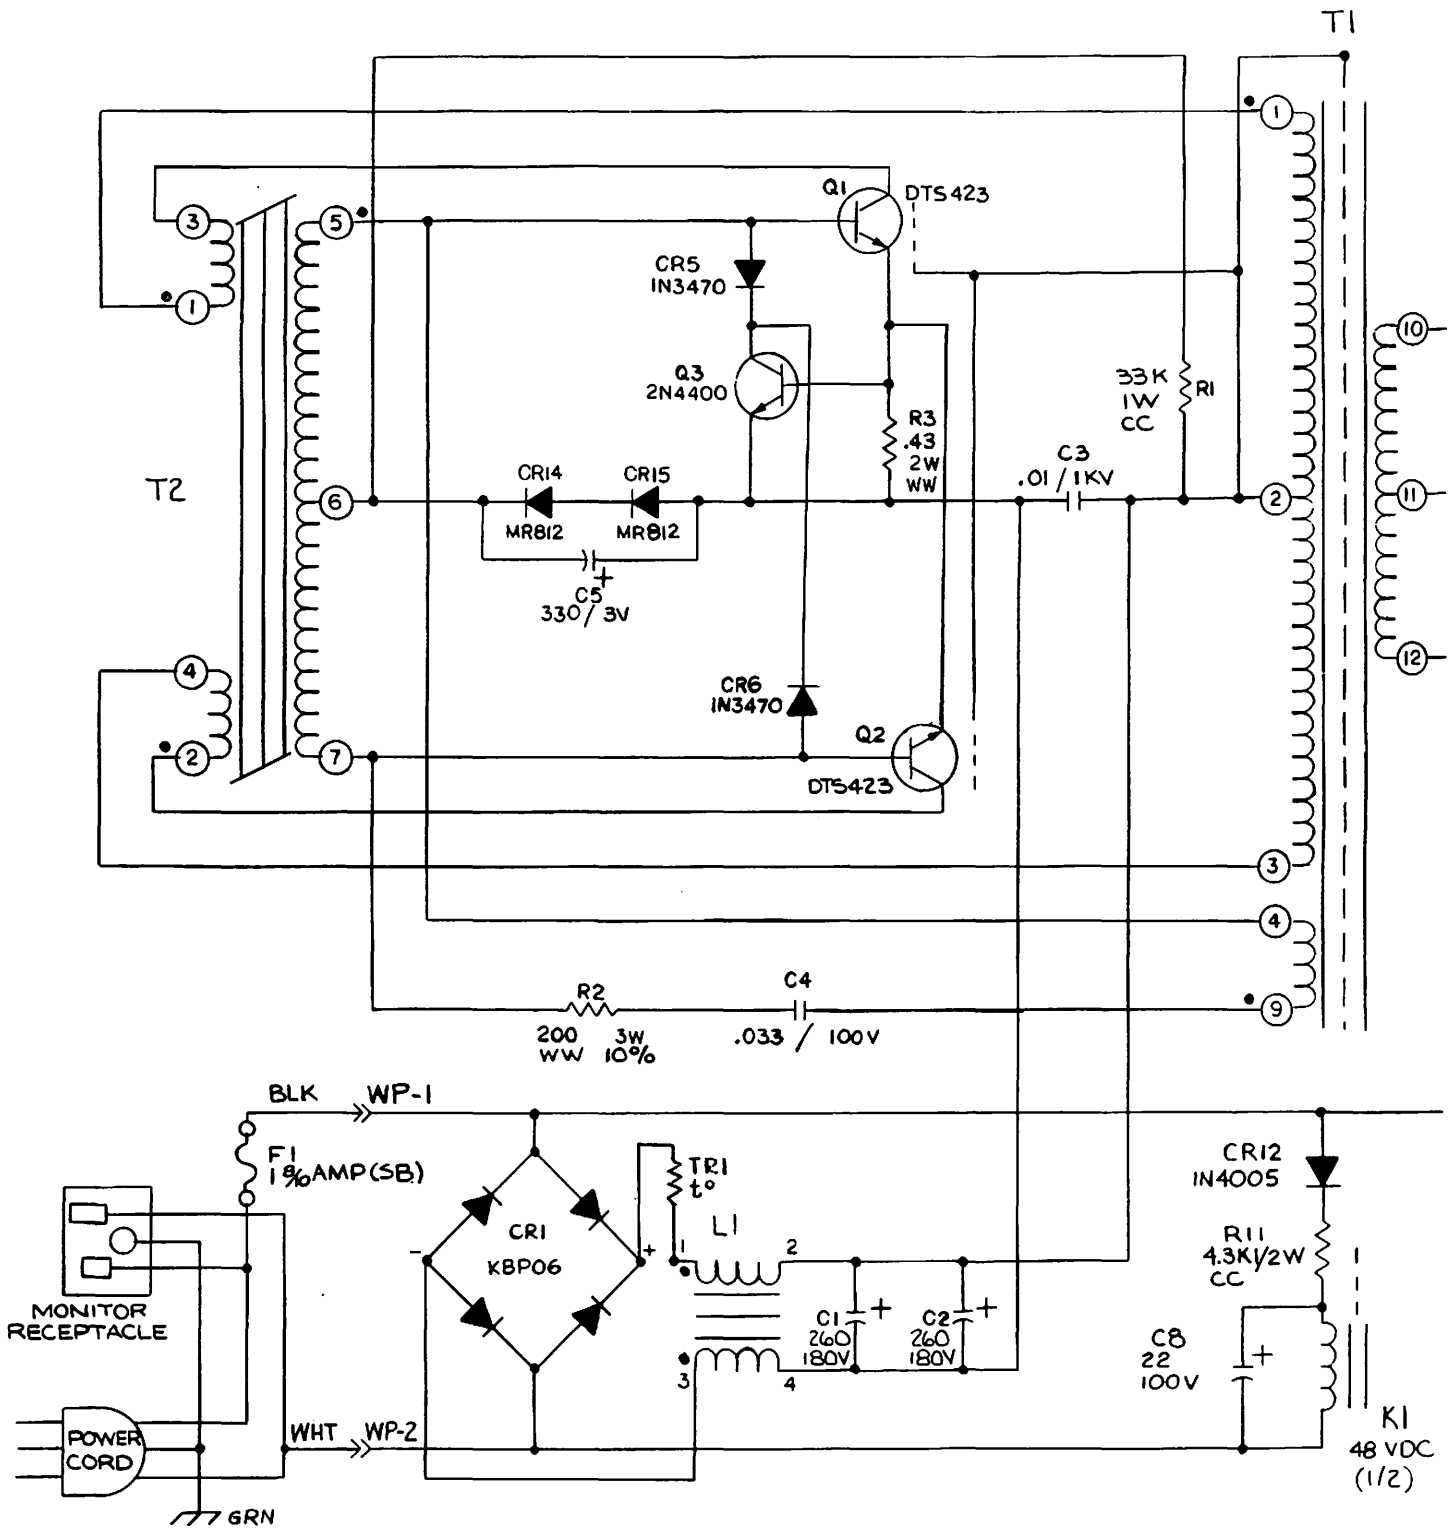 T1
1
Q1
DTS423
3
5
CR5
1N3470
1
10
Q3
2N4400
33K
1W
CC
R1
R3
.43
2W
WW
C3
.01/1KV
T2
CR14
CR15
6
2
11
MR812
MR812
+
C5
330/3V
4
CR6
1N3470
12
Q2
2
7
DTS423
3
4
C4
R2
9
200 3W
WW 10%
.033 / 100V
BLK
WP-1
F1
1 8/10 AMP (SB)
TR1
t°
CR12
1N4005
L1
CR1
KBP06
-
+
1
2
R11
4.3K1/2W
CC
MONITOR
RECEPTACLE
C1
260
180V
+
C2
260
180V
+
C8
22
100V
+
3
4
WHT
WP-2
POWER
CORD
K1
48 VDC
(1/2)
GRN